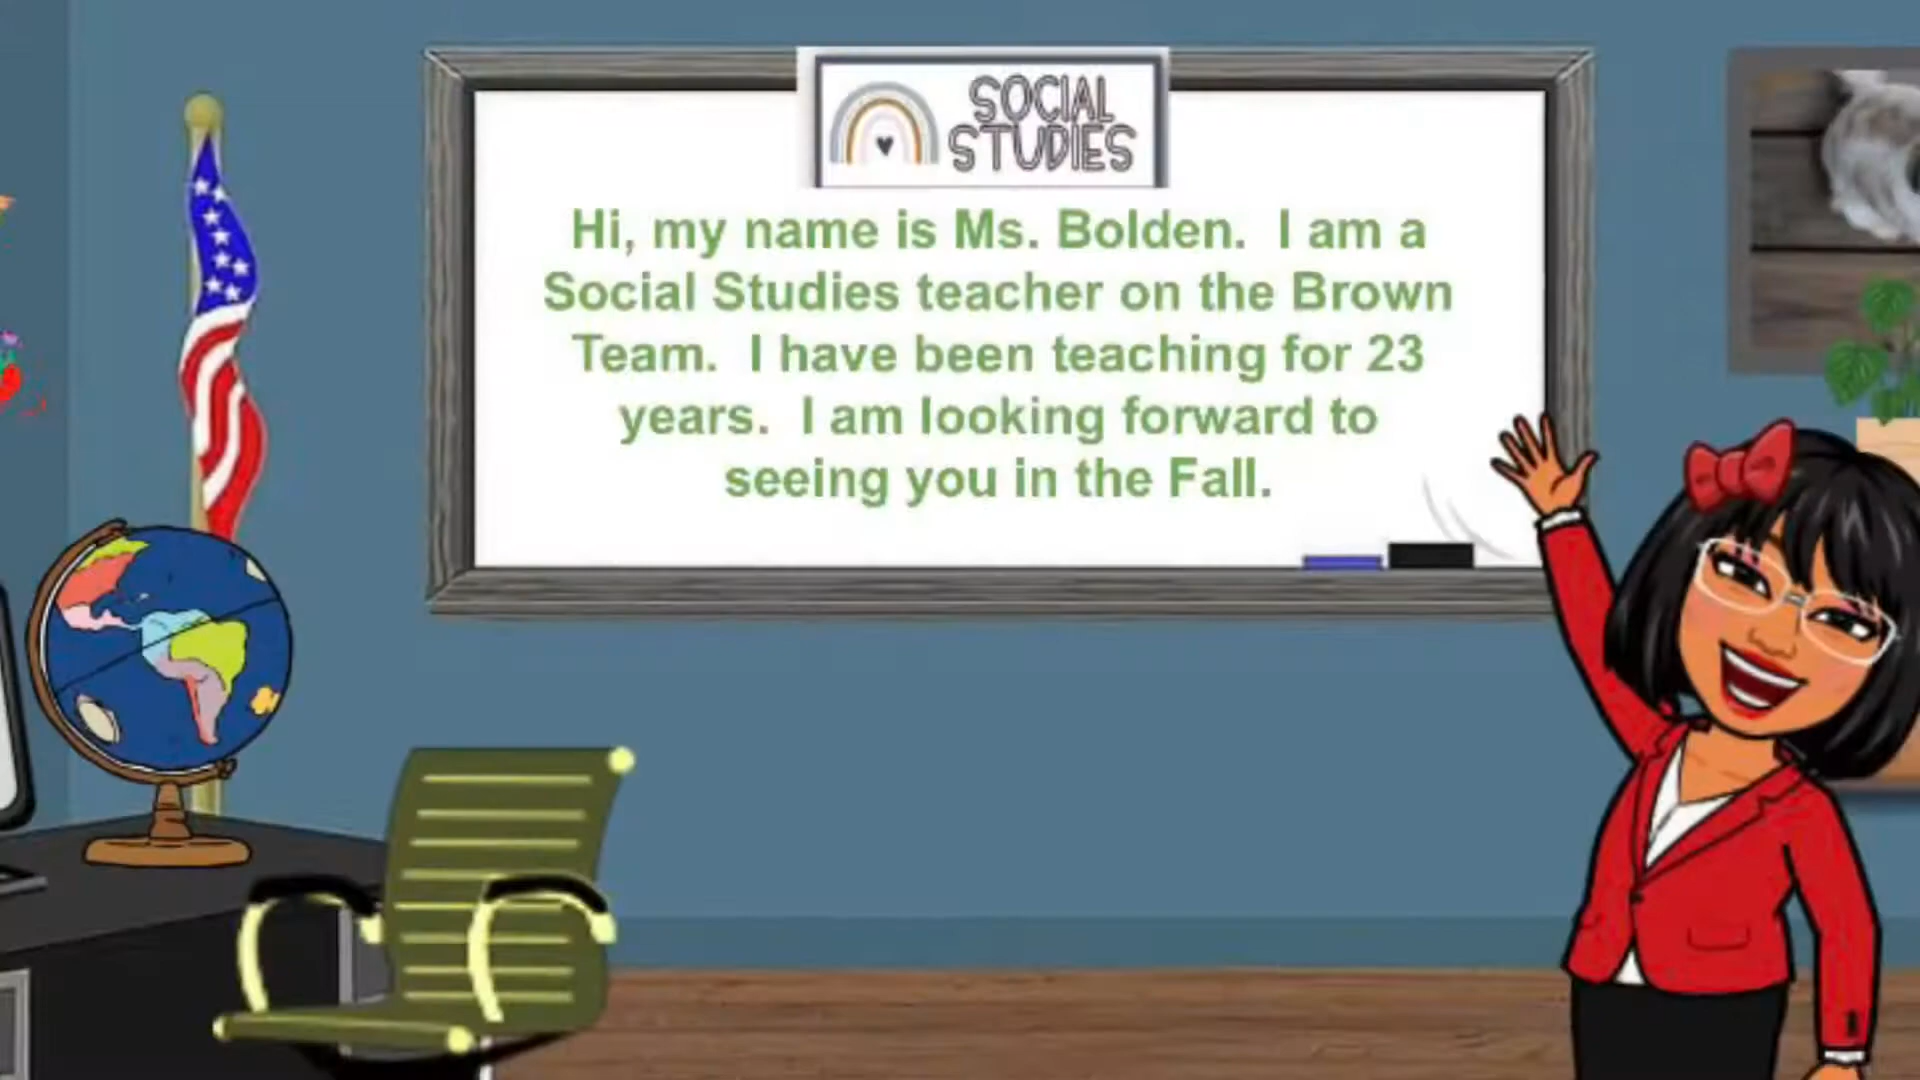 SOCIAL
STUDIES
Hi, my name is Ms. Bolden.  I am a
Social Studies teacher on the Brown
Team.  I have been teaching for 23
years.  I am looking forward to
seeing you in the Fall.